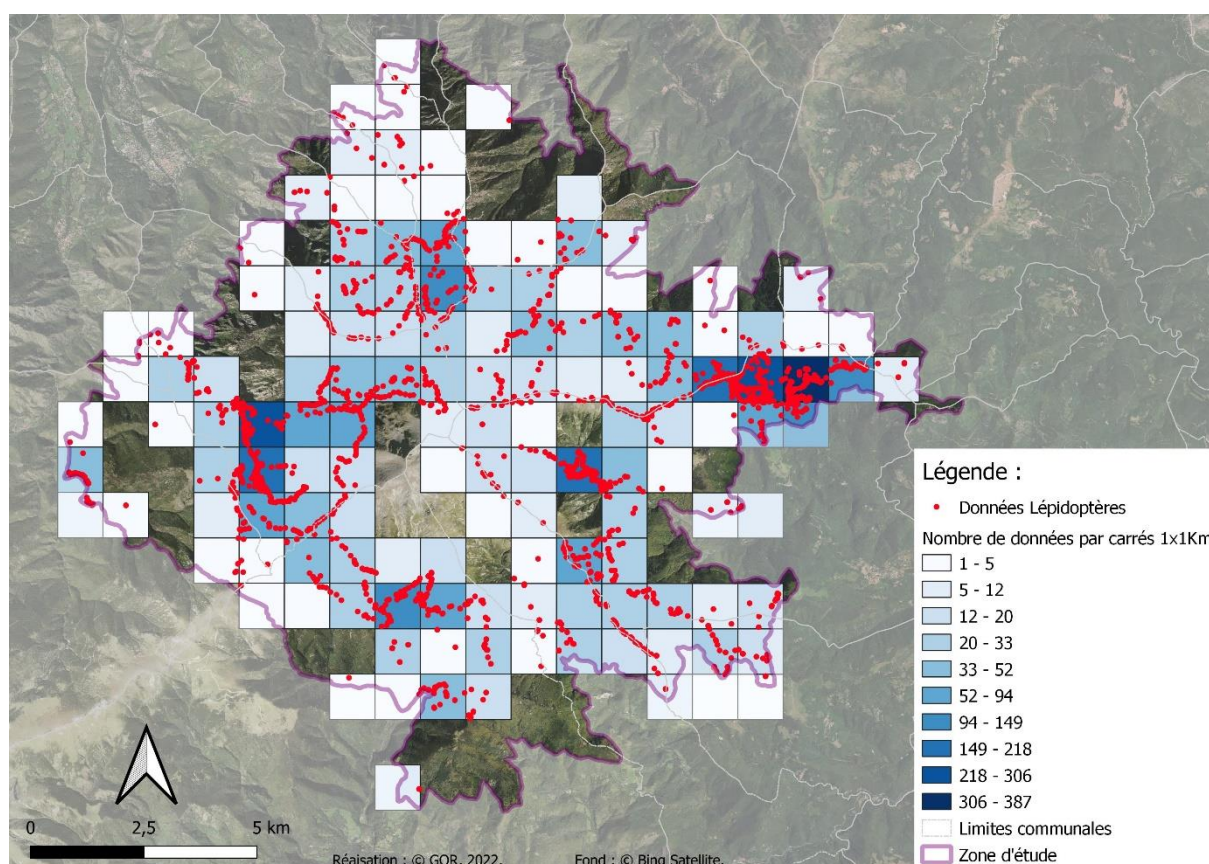 Légende :
Données Lépidoptères
Nombre de données par carrés 1x1Km
1 - 5
5 - 12
12 - 20
20 - 33
33 - 52
52 - 94
94 - 149
149 - 218
218 - 306
306 - 387
Limites communales
Zone d'étude
0 2,5 5 km
Réalsation : © GOR, 2022. Fond : © Bing Satellite.